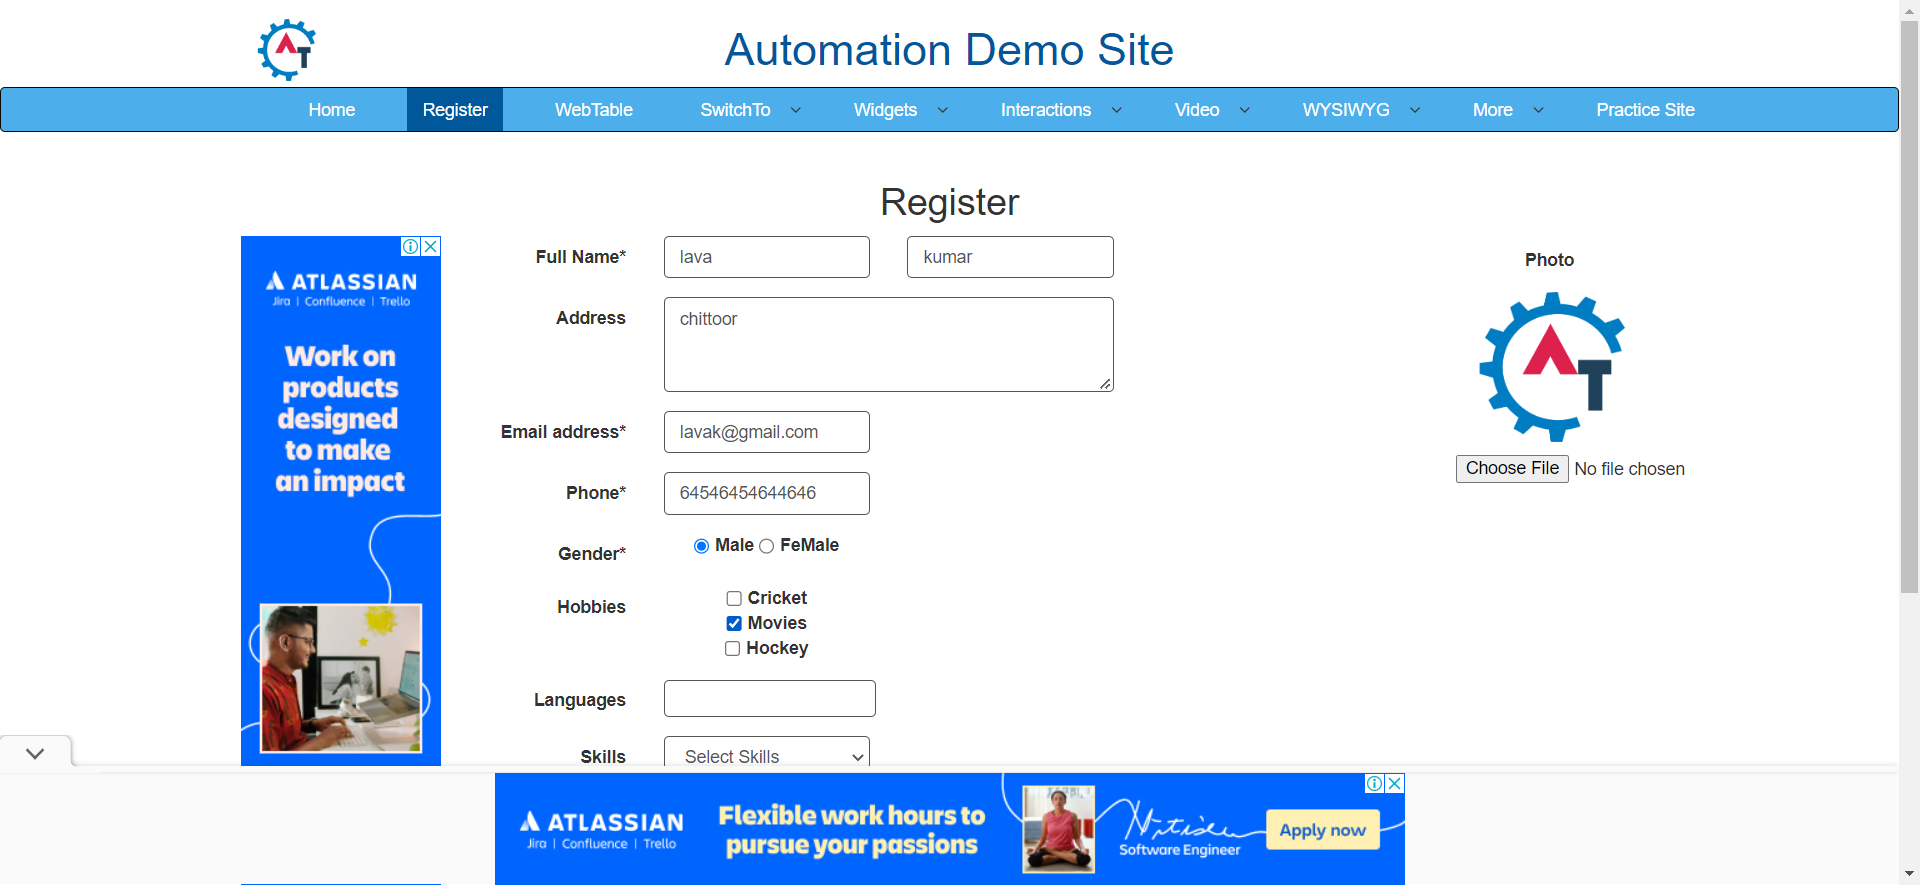 AT
Automation Demo Site
Home Register WebTable SwitchTo Widgets Interactions Video WYSIWYG More Practice Site
Register
ATLASSIAN
Jira | Confluence | Trello
Work on
products
designed
to make
an impact
Full Name* lava kumar
Address chittoor
Email address* lavak@gmail.com
Phone* 64546454644646
Gender* Male FeMale
Hobbies Cricket
Movies
Hockey
Languages
Skills Select Skills
Photo
AT
Choose File No file chosen
ATLASSIAN
Jira | Confluence | Trello
Flexible work hours to
pursue your passions
Software Engineer
Apply now